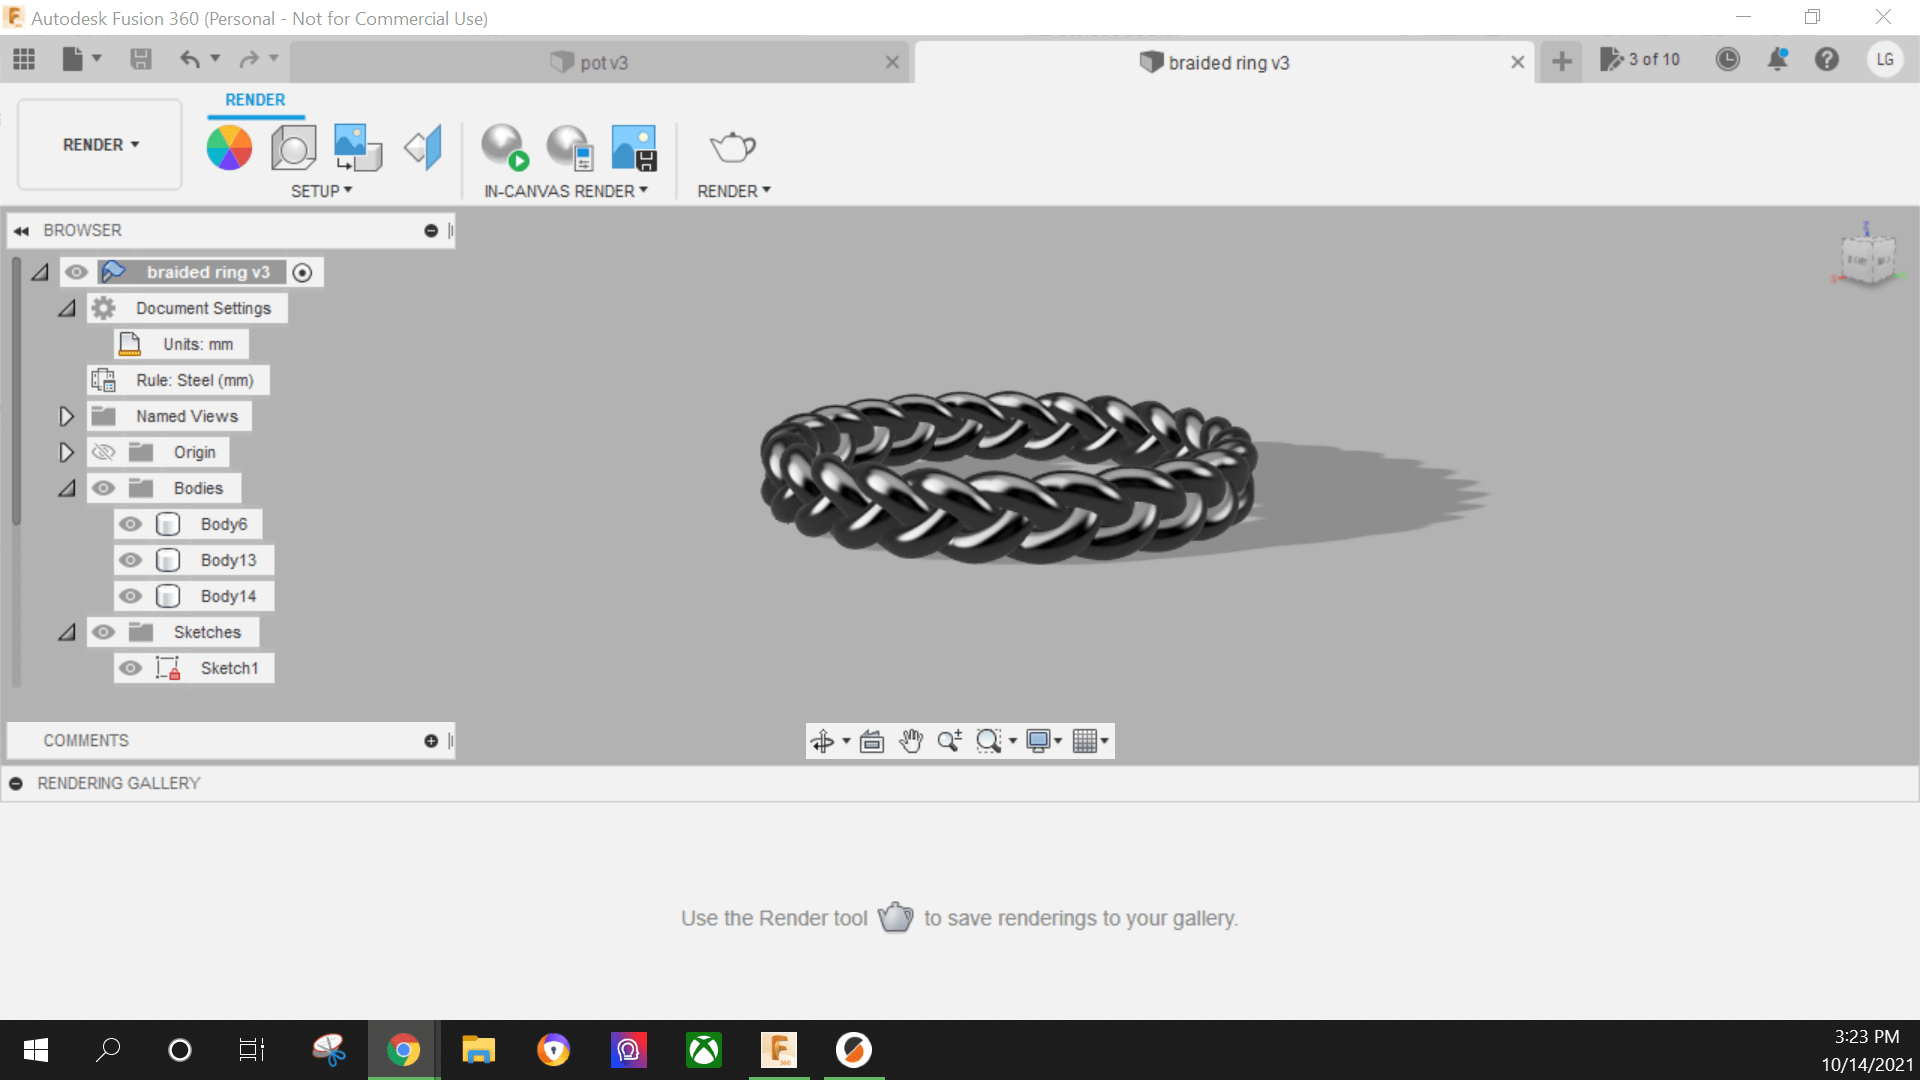 Autodesk Fusion 360 (Personal - Not for Commercial Use)
pot v3
braided ring v3
3 of 10
LG
RENDER
RENDER
SETUP
IN-CANVAS RENDER
RENDER
BROWSER
braided ring v3
Document Settings
Units: mm
Rule: Steel (mm)
Named Views
Origin
Bodies
Body6
Body13
Body14
Sketches
Sketch1
COMMENTS
RENDERING GALLERY
Use the Render tool to save renderings to your gallery.
3:23 PM
10/14/2021